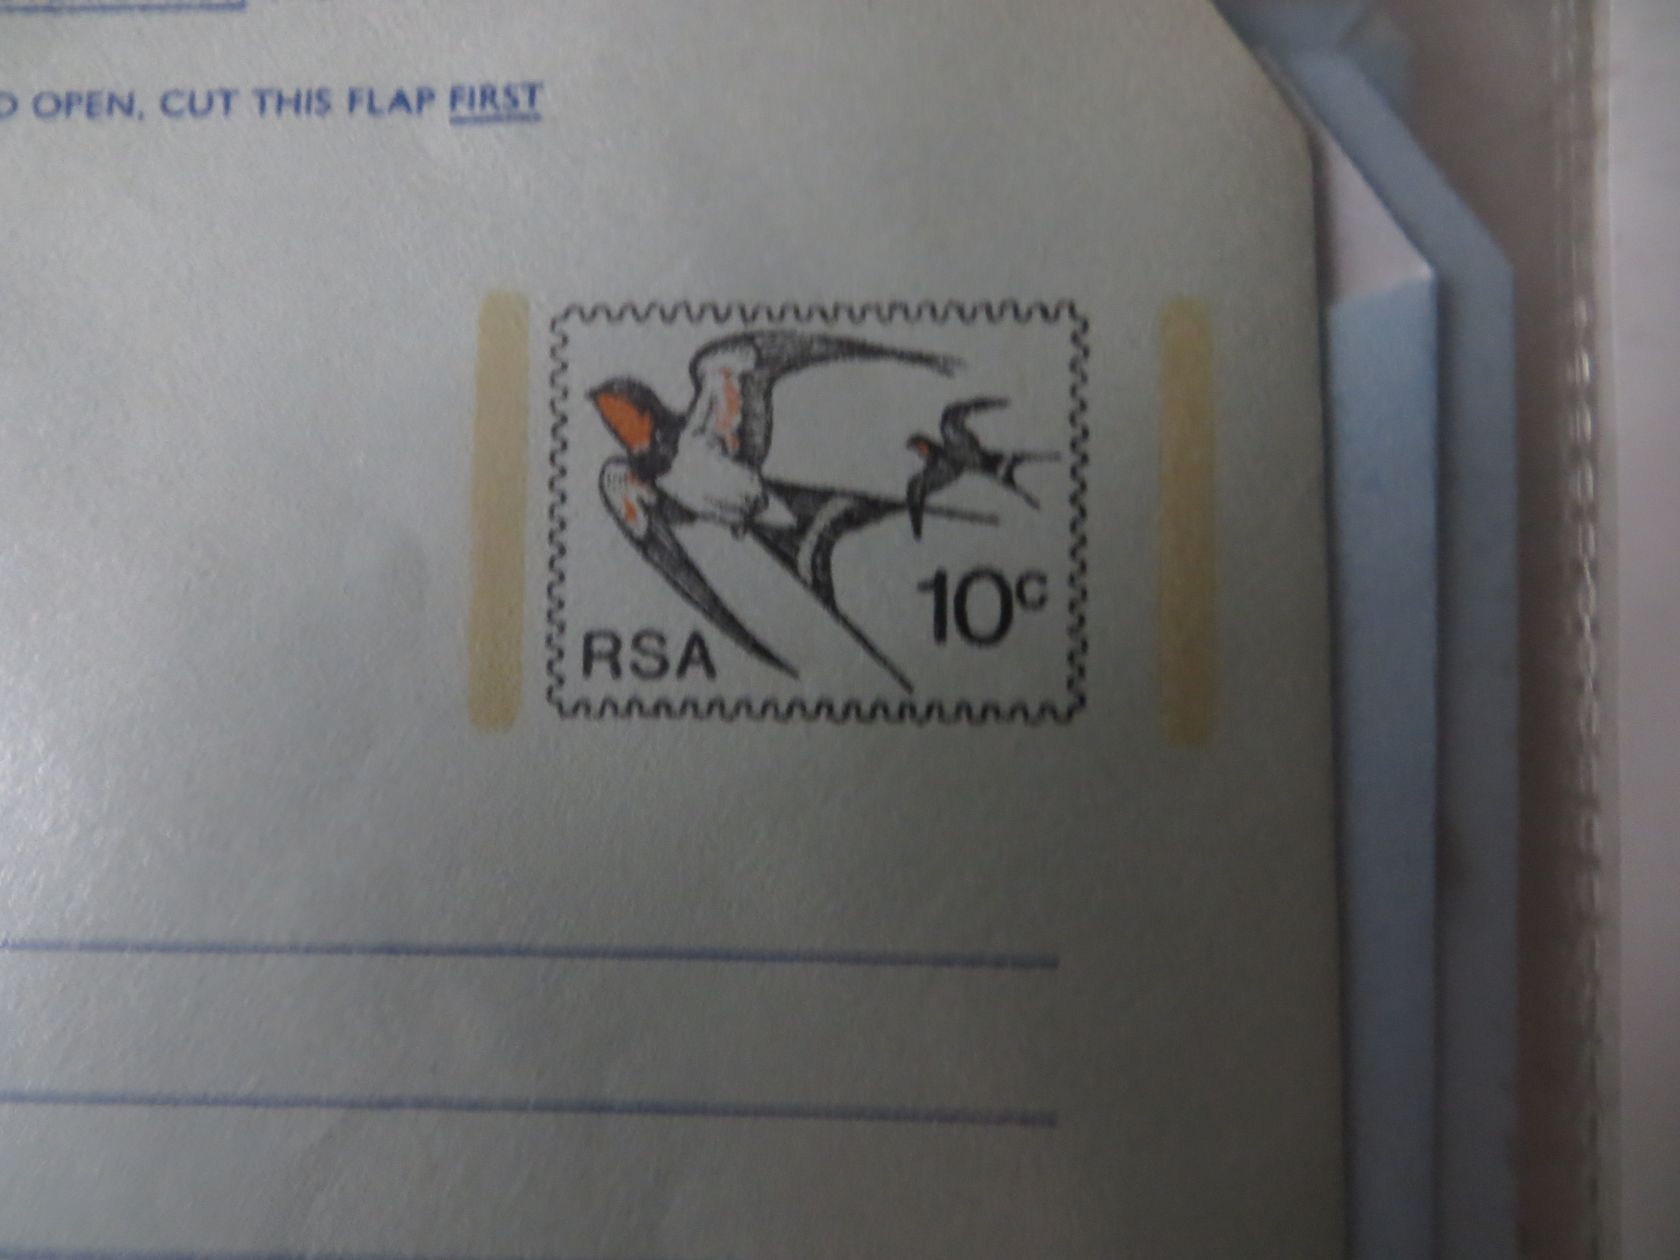 OPEN, CUT THIS FLAP FIRST
10c
RSA